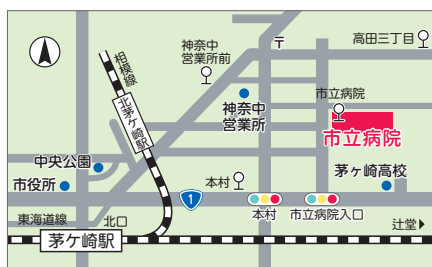 高田三丁目
神奈中
営業所前
〒
相模線
北茅ケ崎駅
神奈中
営業所
市立病院
市立病院
中央公園
市役所
茅ケ崎高校
本村
1
本村
市立病院入口
東海道線
北口
辻堂
茅ケ崎駅